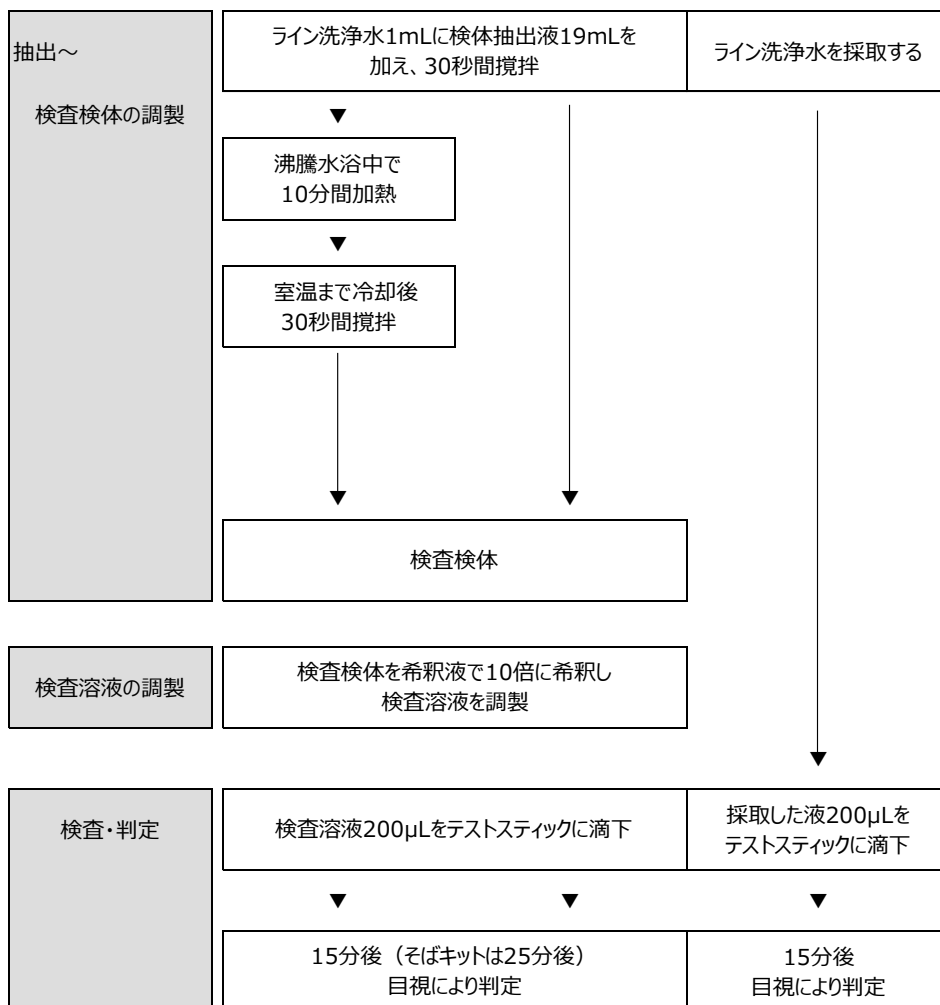 抽出～
検査検体の調製
ライン洗浄水1mLに検体抽出液19mLを
加え、30秒間撹拌
ライン洗浄水を採取する
▼
沸騰水浴中で
10分間加熱
▼
室温まで冷却後
30秒間撹拌
検査検体
検査溶液の調製
検査検体を希釈液で10倍に希釈し
検査溶液を調製
検査・判定
検査溶液200μLをテストスティックに滴下
採取した液200μLを
テストスティックに滴下
▼ ▼ ▼
15分後（そばキットは25分後）
目視により判定
15分後
目視により判定